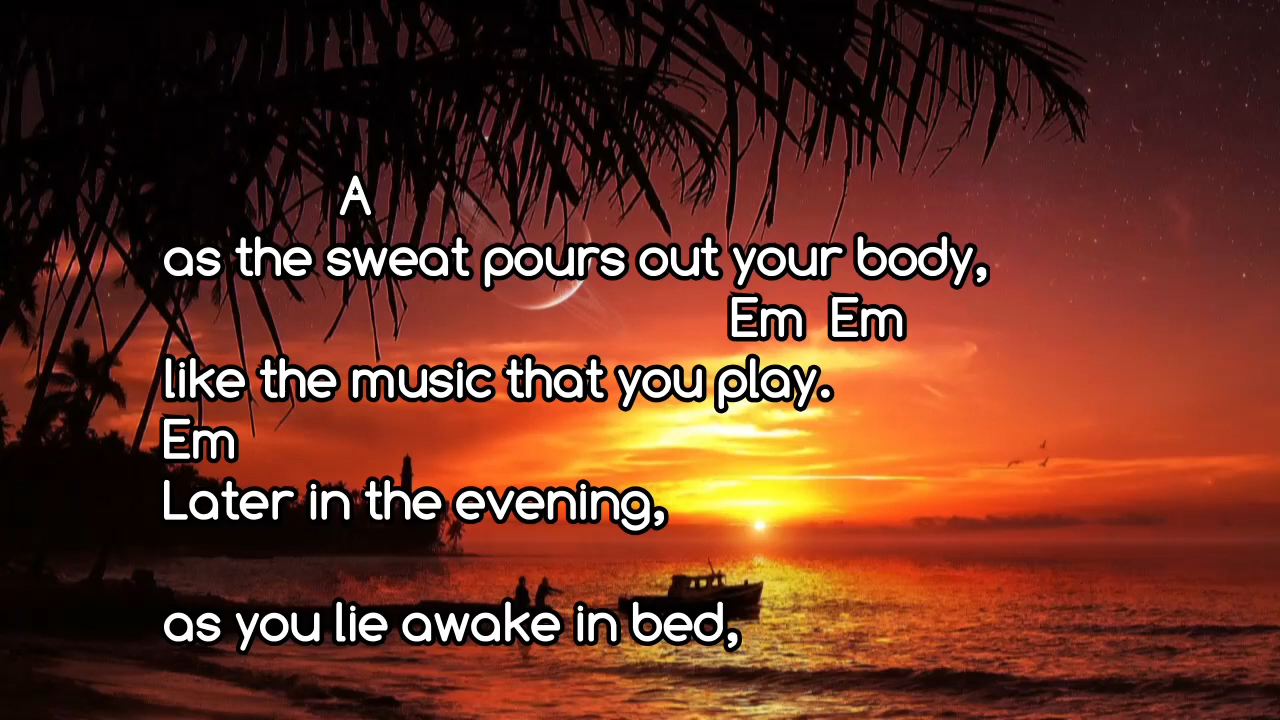 A
as the sweat pours out your body,
Em Em
like the music that you play.
Em
Later in the evening,
as you lie awake in bed,